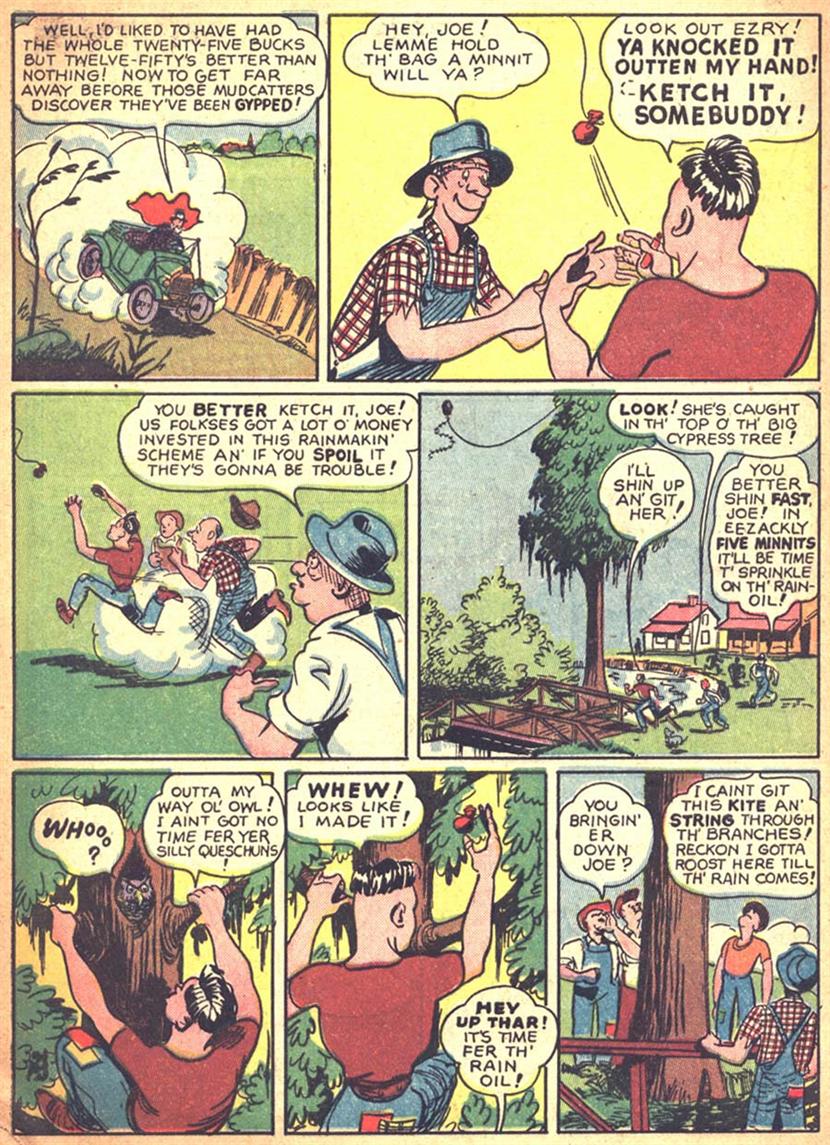 WELL, I'D LIKED TO HAVE HAD
THE WHOLE TWENTY-FIVE BUCKS
BUT TWELVE-FIFTY'S BETTER THAN
NOTHING! NOW TO GET FAR
AWAY BEFORE THOSE MUDCATTERS
DISCOVER THEY'VE BEEN GYPPED!
HEY, JOE!
LEMME HOLD
TH' BAG A MINNIT
WILL YA?
LOOK OUT EZRY!
YA KNOCKED IT
OUTTEN MY HAND!
KETCH IT,
SOMEBUDDY!
YOU BETTER KETCH IT, JOE!
US FOLKSES GOT A LOT O' MONEY
INVESTED IN THIS RAINMAKIN'
SCHEME AN' IF YOU SPOIL IT
THEY'S GONNA BE TROUBLE!
LOOK! SHE'S CAUGHT
IN TH' TOP O' TH' BIG
CYPRESS TREE!
I'LL
SHIN UP
AN' GIT
HER!
YOU
BETTER
SHIN FAST,
JOE! IN
EEZACKLY
FIVE MINNITS
IT'LL BE TIME
T' SPRINKLE
ON TH' RAIN-
OIL!
WHOOO
?
OUTTA MY
WAY OL' OWL!
I AINT GOT NO
TIME FER YER
SILLY QUESCHUNS
!
WHEW!
LOOKS LIKE
I MADE IT!
HEY
UP THAR!
IT'S TIME
FER TH'
RAIN
OIL!
YOU
BRINGIN'
ER
DOWN
JOE?
I CAINT GIT
THIS KITE AN'
STRING THROUGH
TH' BRANCHES!
RECKON I GOTTA
ROOST HERE TILL
TH' RAIN COMES!